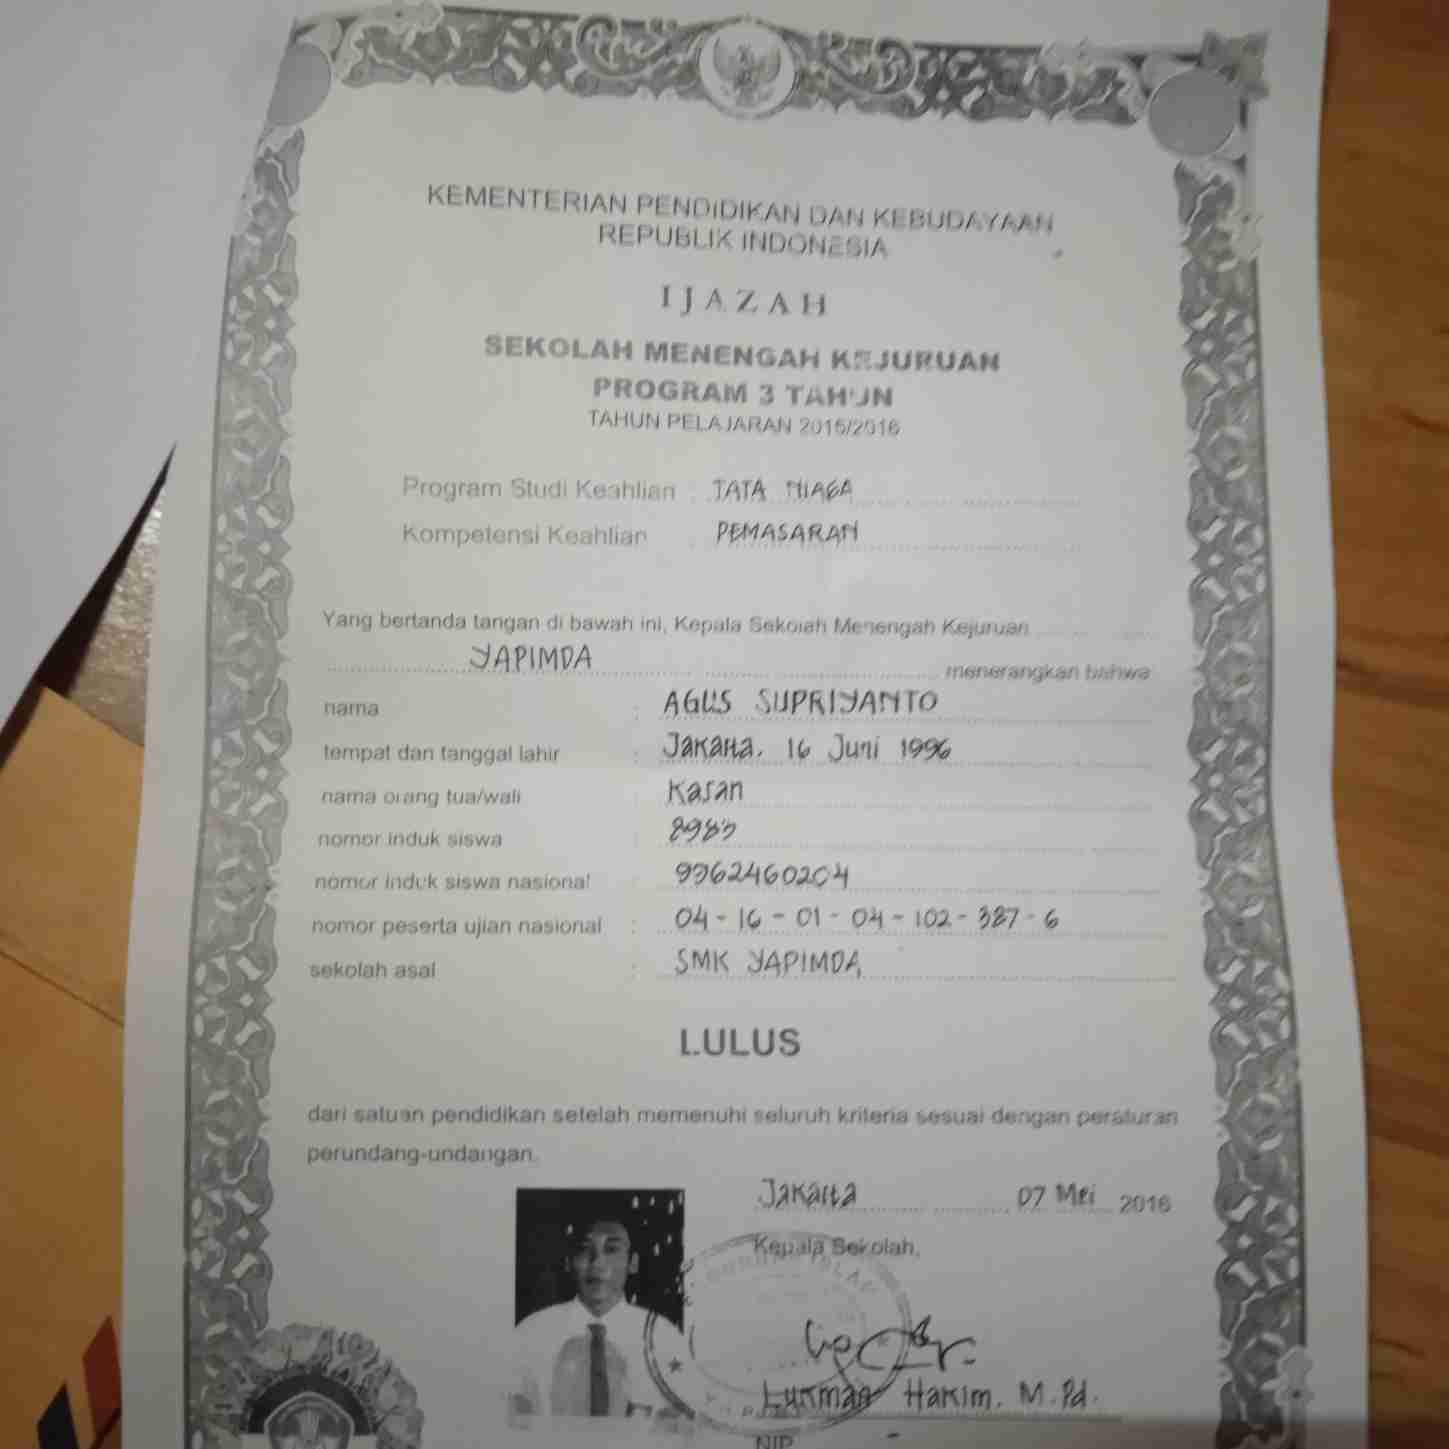 KEMENTERIAN PENDIDIKAN DAN KEBUDAYAAN
REPUBLIK INDONESIA
IJAZAH
SEKOLAH MENENGAH KEJURUAN
PROGRAM 3 TAHUN
TAHUN PELAJARAN 2015/2016
Program Studi Keahlian : TATA NIAGA
Kompetensi Keahlian : PEMASARAN
Yang bertanda tangan di bawah ini, Kepala Sekolah Menengah Kejuruan
YAPIMDA menerangkan bahwa
nama : AGUS SUPRIYANTO
tempat dan tanggal lahir : Jakarta, 16 Juni 1996
nama orang tua/wali : Kasan
nomor induk siswa : 8983
nomor induk siswa nasional : 9962460204
nomor peserta ujian nasional : 04-16-01-04-102-387-6
sekolah asal : SMK YAPIMDA
LULUS
dari satuan pendidikan setelah memenuhi seluruh kriteria sesuai dengan peraturan
perundang-undangan.
Jakarta 07 Mei 2016
Kepala Sekolah,
Lukman Hakim. M.Pd.
NIP -